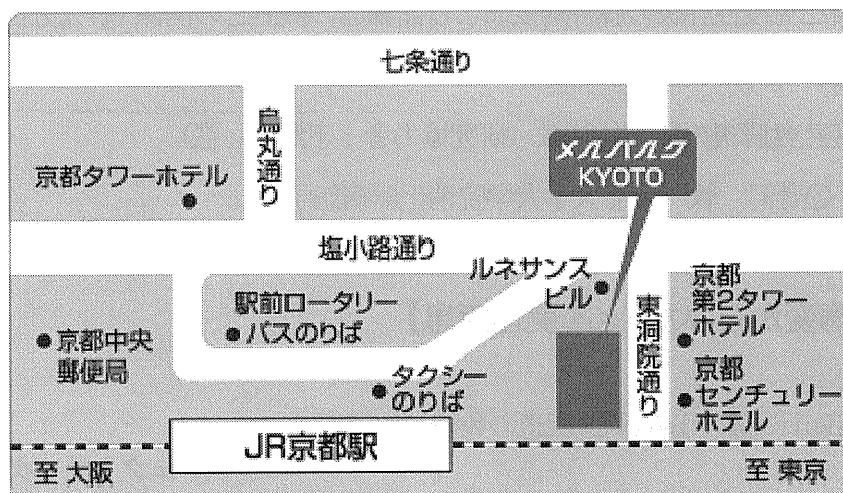 七条通り
烏丸通り
メルパルク
KYOTO
京都タワーホテル
塩小路通り
ルネサンス
ビル
京都
第2タワー
ホテル
駅前ロータリー
バスのりば
東洞院通り
京都中央
郵便局
タクシー
のりば
京都
センチュリー
ホテル
JR京都駅
至 大阪
至 東京